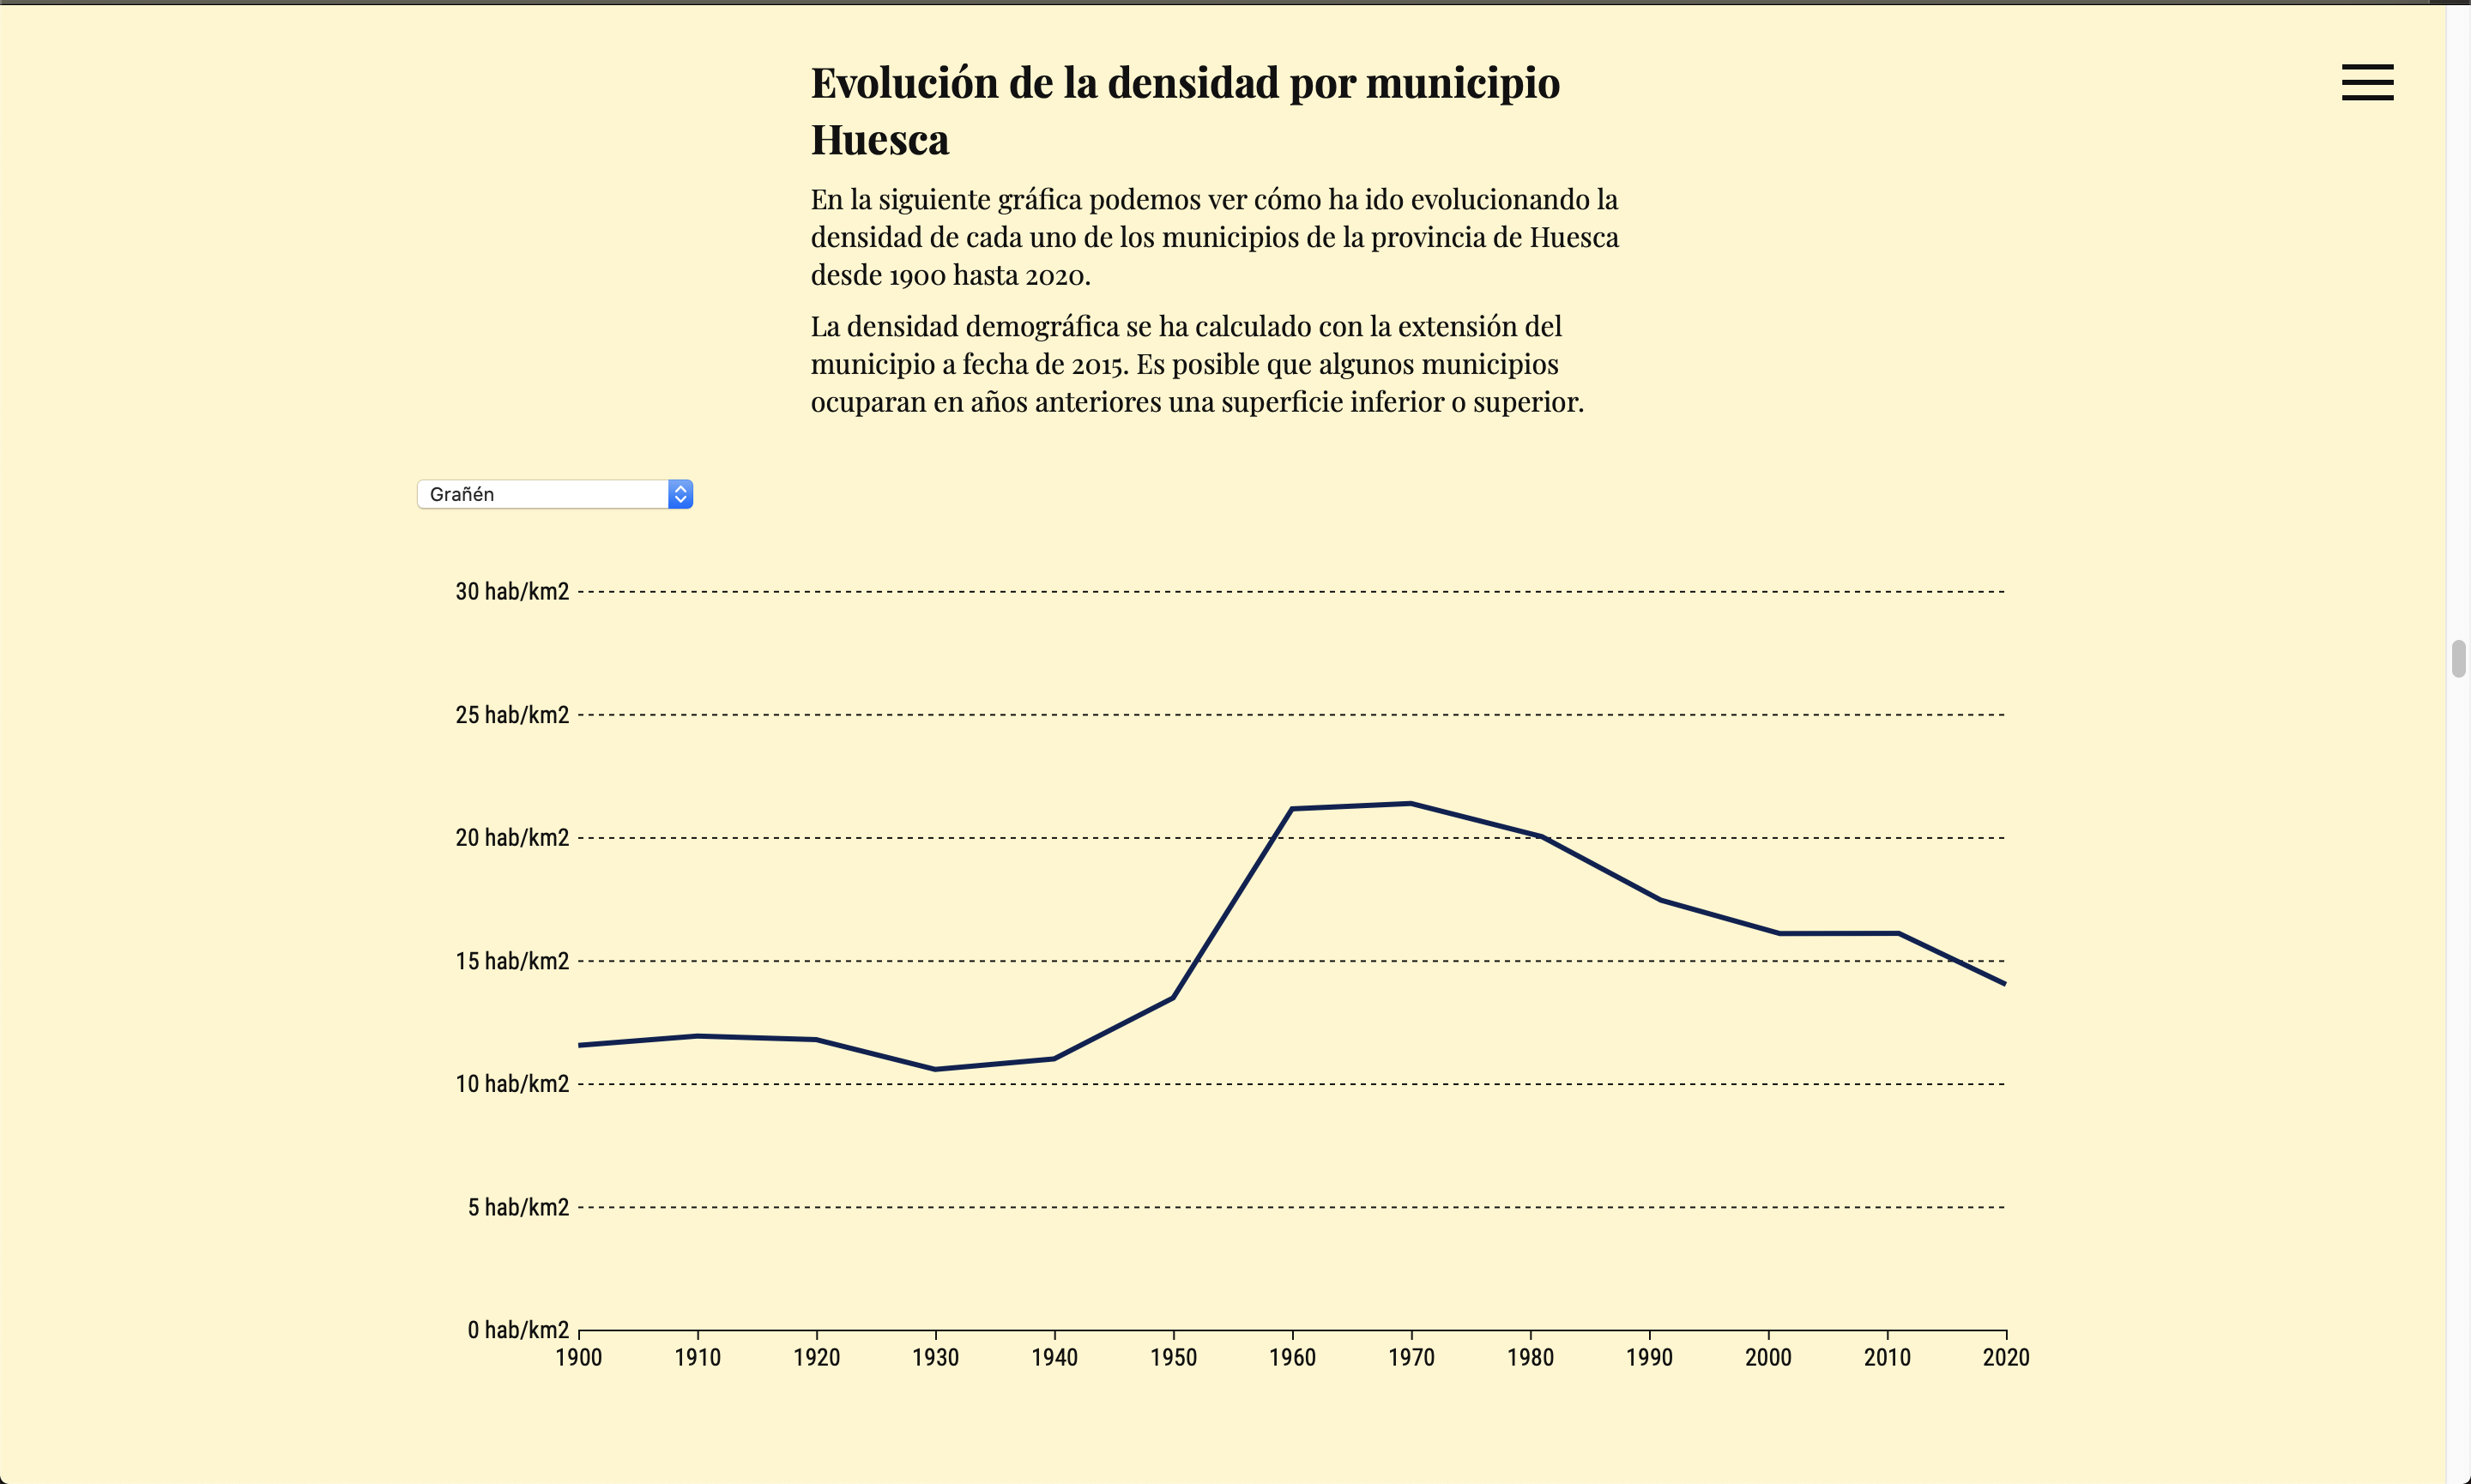 Evolución de la densidad por municipio
Huesca
En la siguiente gráfica podemos ver cómo ha ido evolucionando la
densidad de cada uno de los municipios de la provincia de Huesca
desde 1900 hasta 2020.
La densidad demográfica se ha calculado con la extensión del
municipio a fecha de 2015. Es posible que algunos municipios
ocuparan en años anteriores una superficie inferior o superior.
Grañén
30 hab/km2
25 hab/km2
20 hab/km2
15 hab/km2
10 hab/km2
5 hab/km2
0 hab/km2
1900 1910 1920 1930 1940 1950 1960 1970 1980 1990 2000 2010 2020